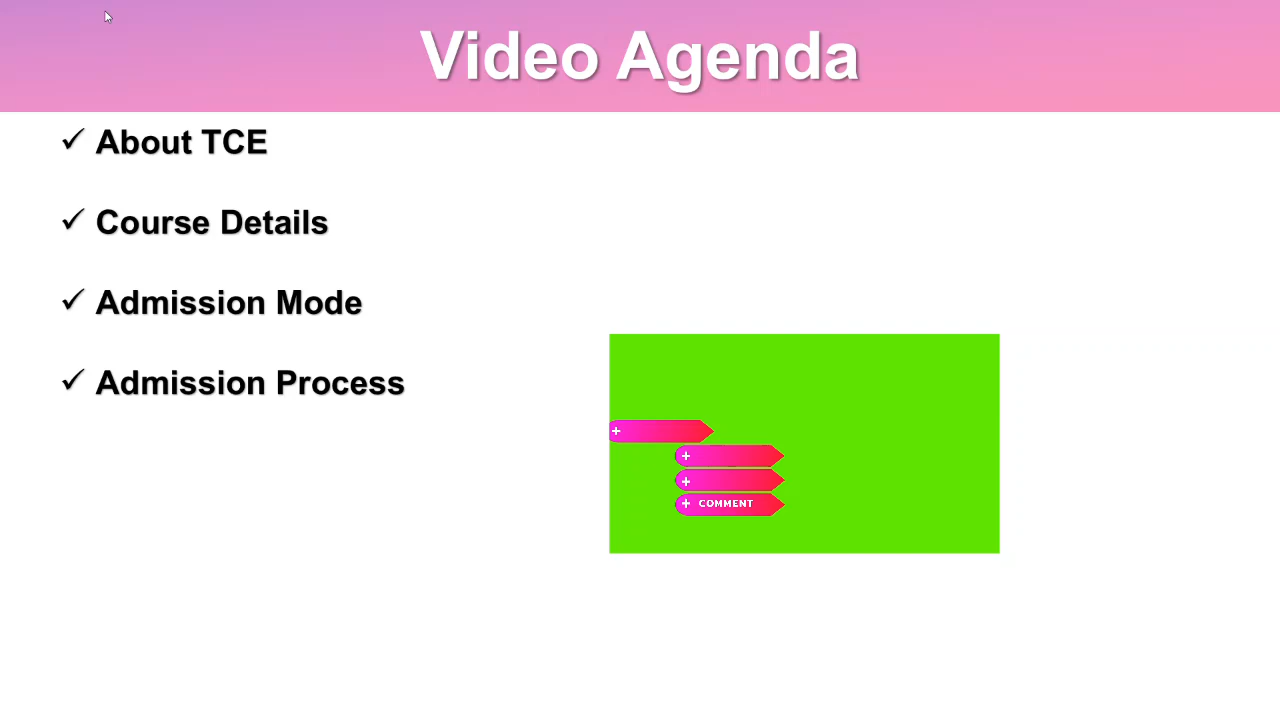 Video Agenda
✓ About TCE
✓ Course Details
✓ Admission Mode
✓ Admission Process
+
+
+
+ COMMENT